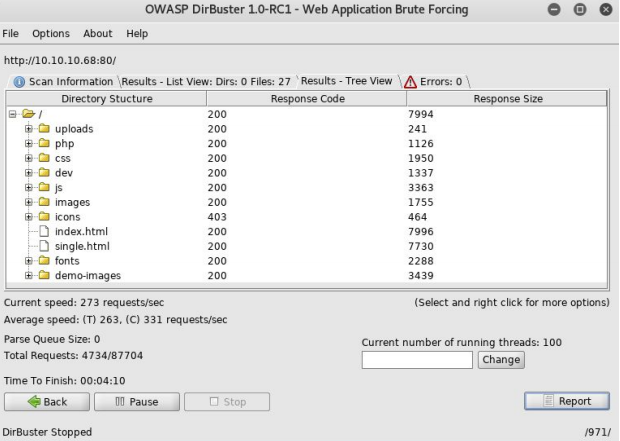 OWASP DirBuster 1.0-RC1 - Web Application Brute Forcing
File Options About Help
http://10.10.10.68:80/
Scan Information \ Results - List View: Dirs: 0 Files: 27 \ Results - Tree View \ Errors: 0 \
Directory Stucture Response Code Response Size
/ 200 7994
uploads 200 241
php 200 1126
css 200 1950
dev 200 1337
js 200 3363
images 200 1755
icons 403 464
index.html 200 7996
single.html 200 7730
fonts 200 2288
demo-images 200 3439
Current speed: 273 requests/sec (Select and right click for more options)
Average speed: (T) 263, (C) 331 requests/sec
Parse Queue Size: 0
Current number of running threads: 100
Total Requests: 4734/87704
Change
Time To Finish: 00:04:10
Back Pause Stop Report
DirBuster Stopped /971/